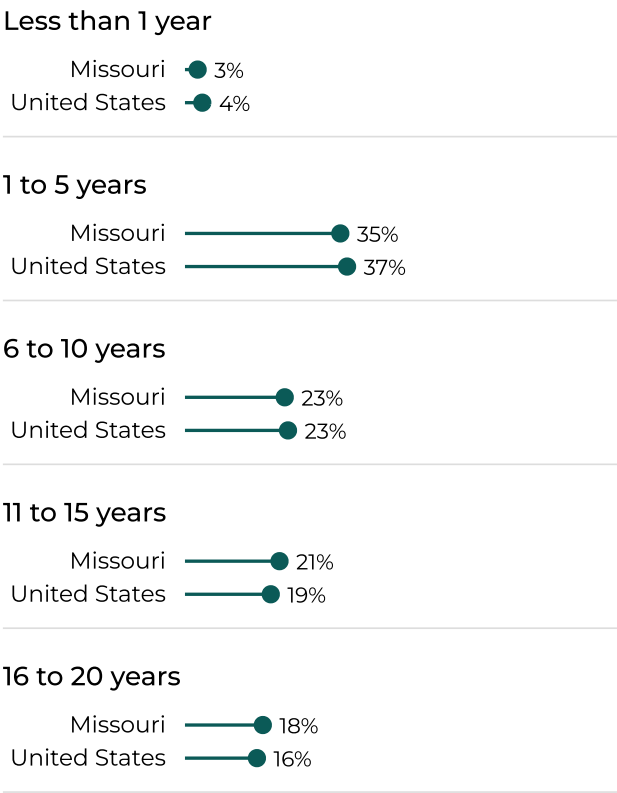 Less than 1 year
Missouri 3%
United States 4%
1 to 5 years
Missouri 35%
United States 37%
6 to 10 years
Missouri 23%
United States 23%
11 to 15 years
Missouri 21%
United States 19%
16 to 20 years
Missouri 18%
United States 16%